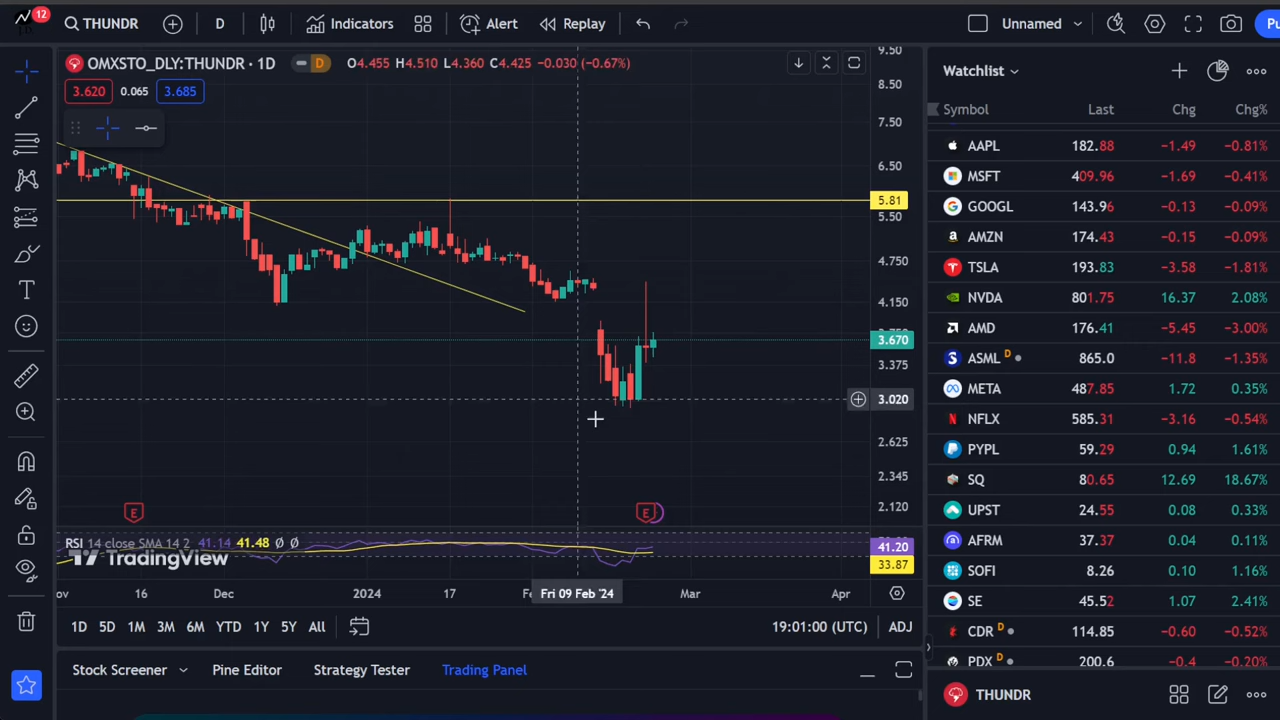 12
THUNDR
D
Indicators
Alert
Replay
Unnamed
Pu
OMXSTO_DLY:THUNDR · 1D
D
O4.455 H4.510 L4.360 C4.425 −0.030 (−0.67%)
3.620
0.065
3.685
9.50
8.50
7.50
6.50
5.81
5.50
4.750
4.150
3.670
3.375
3.020
2.625
2.345
2.120
E
E
RSI 14 close SMA 14 2 41.14 41.48 Ø Ø
TradingView
41.20
33.87
ov
16
Dec
2024
17
Fe
Fri 09 Feb '24
Mar
Apr
1D
5D
1M
3M
6M
YTD
1Y
5Y
All
19:01:00 (UTC)
ADJ
Stock Screener
Pine Editor
Strategy Tester
Trading Panel
Watchlist
Symbol Last Chg Chg%
AAPL 182.88 −1.49 −0.81%
MSFT 409.96 −1.69 −0.41%
GOOGL 143.96 −0.13 −0.09%
AMZN 174.43 −0.15 −0.09%
TSLA 193.83 −3.58 −1.81%
NVDA 801.75 16.37 2.08%
AMD 176.41 −5.45 −3.00%
ASML D 865.0 −11.8 −1.35%
META 487.85 1.72 0.35%
NFLX 585.31 −3.16 −0.54%
PYPL 59.29 0.94 1.61%
SQ 80.65 12.69 18.67%
UPST 24.55 0.08 0.33%
AFRM 37.37 0.04 0.11%
SOFI 8.26 0.10 1.16%
SE 45.52 1.07 2.41%
CDR D 114.85 −0.60 −0.52%
PDX D 200.6 −0.4 −0.20%
THUNDR